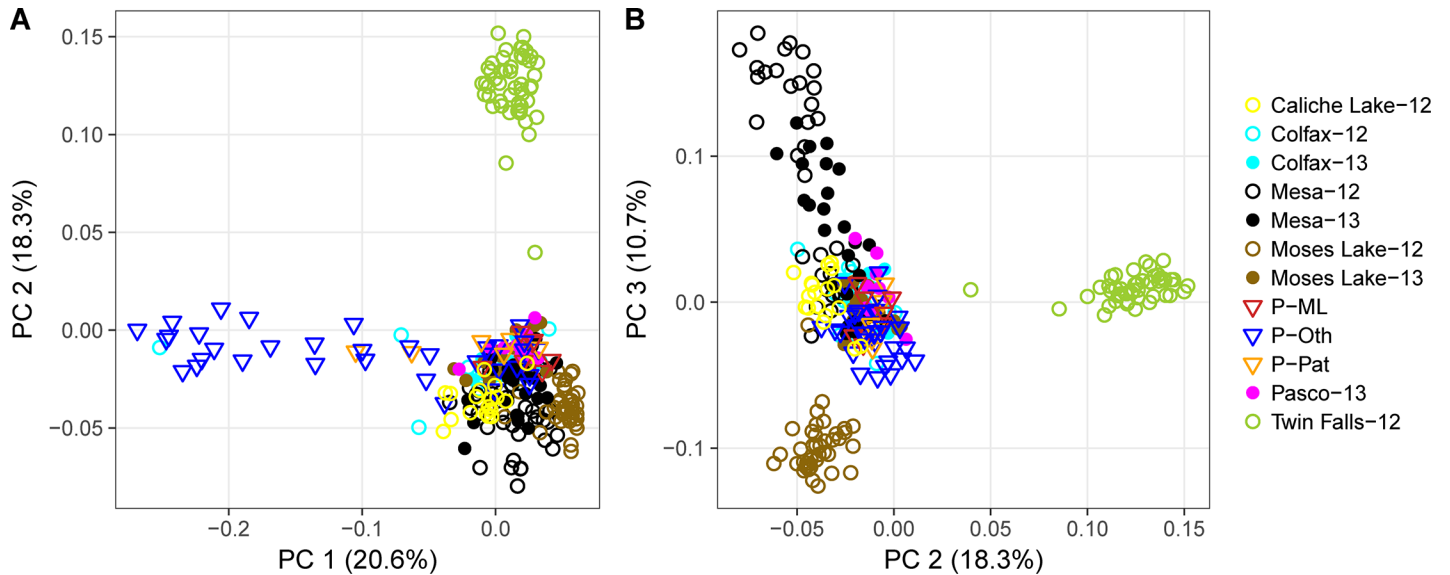 A
B
PC 2 (18.3%)
0.15
0.10
0.05
0.00
−0.05
−0.2
−0.1
0.0
PC 1 (20.6%)
PC 3 (10.7%)
0.1
0.0
−0.1
−0.05
0.00
0.05
0.10
0.15
PC 2 (18.3%)
Caliche Lake−12
Colfax−12
Colfax−13
Mesa−12
Mesa−13
Moses Lake−12
Moses Lake−13
P−ML
P−Oth
P−Pat
Pasco−13
Twin Falls−12